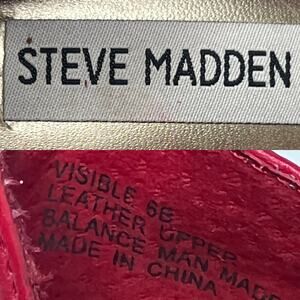 STEVE MADDEN
VISIBLE 6B
LEATHER UPPER
BALANCE MAN MADE
MADE IN CHINA